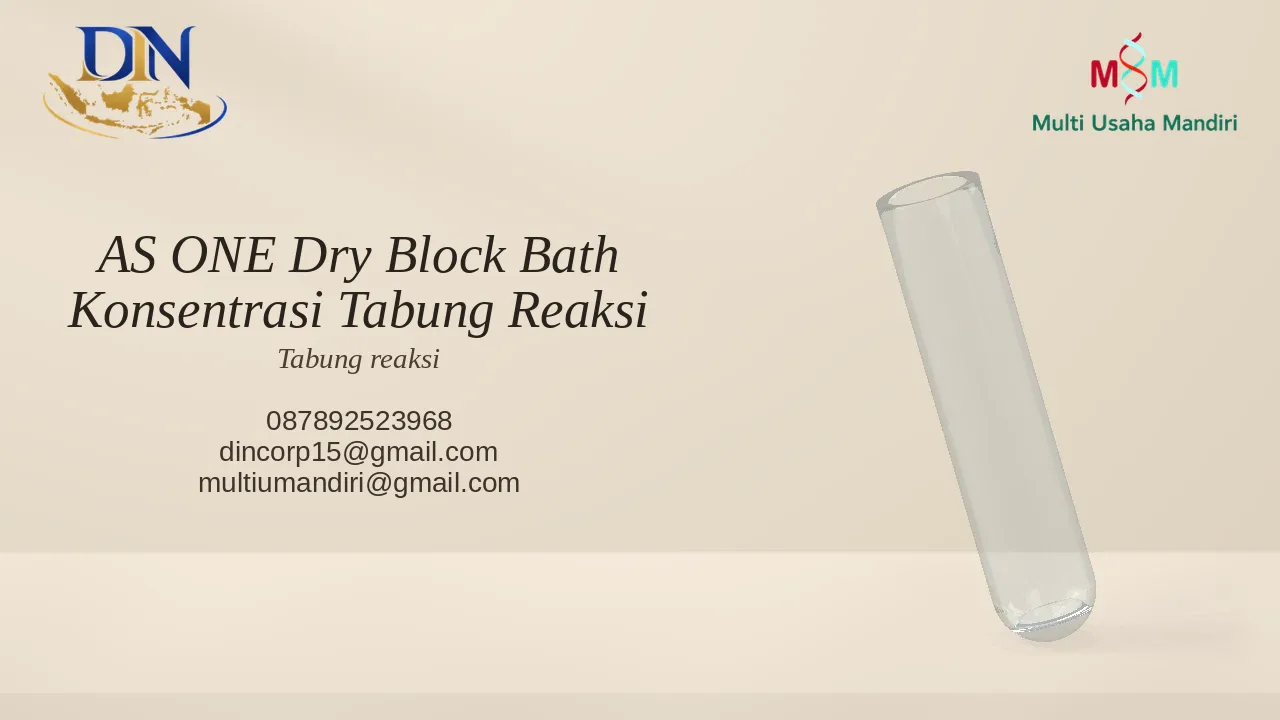 DIN
M M
Multi Usaha Mandiri
AS ONE Dry Block Bath
Konsentrasi Tabung Reaksi
Tabung reaksi
087892523968
dincorp15@gmail.com
multiumandiri@gmail.com